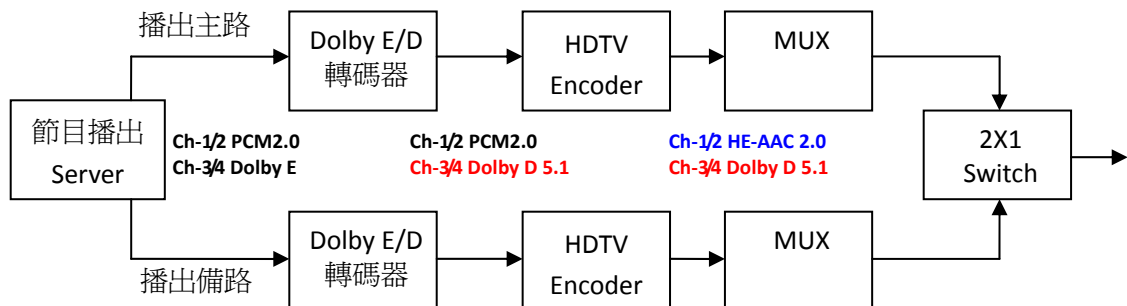 播出主路
Dolby E/D
轉碼器
HDTV
Encoder
MUX
節目播出
Server
Ch-1/2 PCM2.0
Ch-3/4 Dolby E
Ch-1/2 PCM2.0
Ch-3/4 Dolby D 5.1
Ch-1/2 HE-AAC 2.0
Ch-3/4 Dolby D 5.1
2X1
Switch
播出備路
Dolby E/D
轉碼器
HDTV
Encoder
MUX